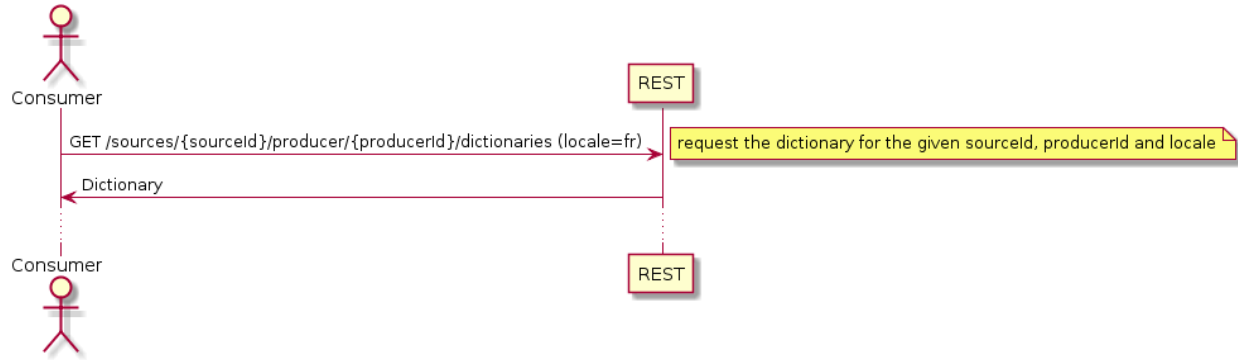 Consumer
REST
GET /sources/{sourceId}/producer/{producerId}/dictionaries (locale=fr)
request the dictionary for the given sourceId, producerId and locale
Dictionary
Consumer
REST